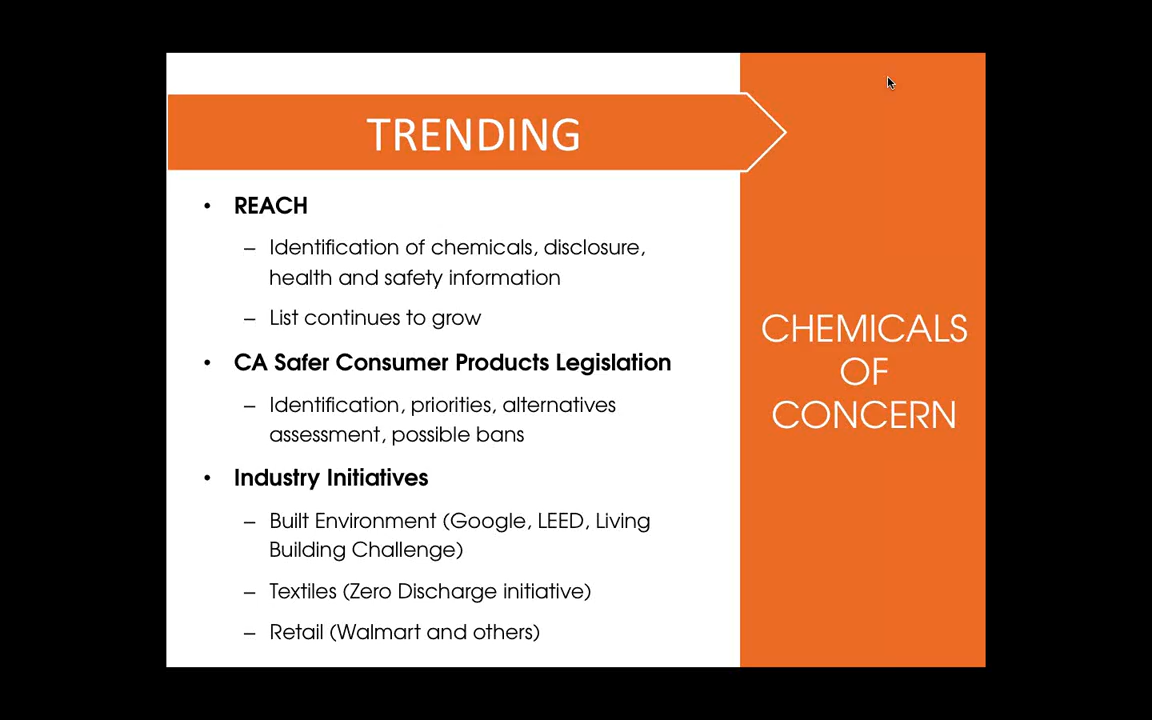 TRENDING
• REACH
– Identification of chemicals, disclosure,
health and safety information
– List continues to grow
• CA Safer Consumer Products Legislation
– Identification, priorities, alternatives
assessment, possible bans
• Industry Initiatives
– Built Environment (Google, LEED, Living
Building Challenge)
– Textiles (Zero Discharge initiative)
– Retail (Walmart and others)
CHEMICALS
OF
CONCERN